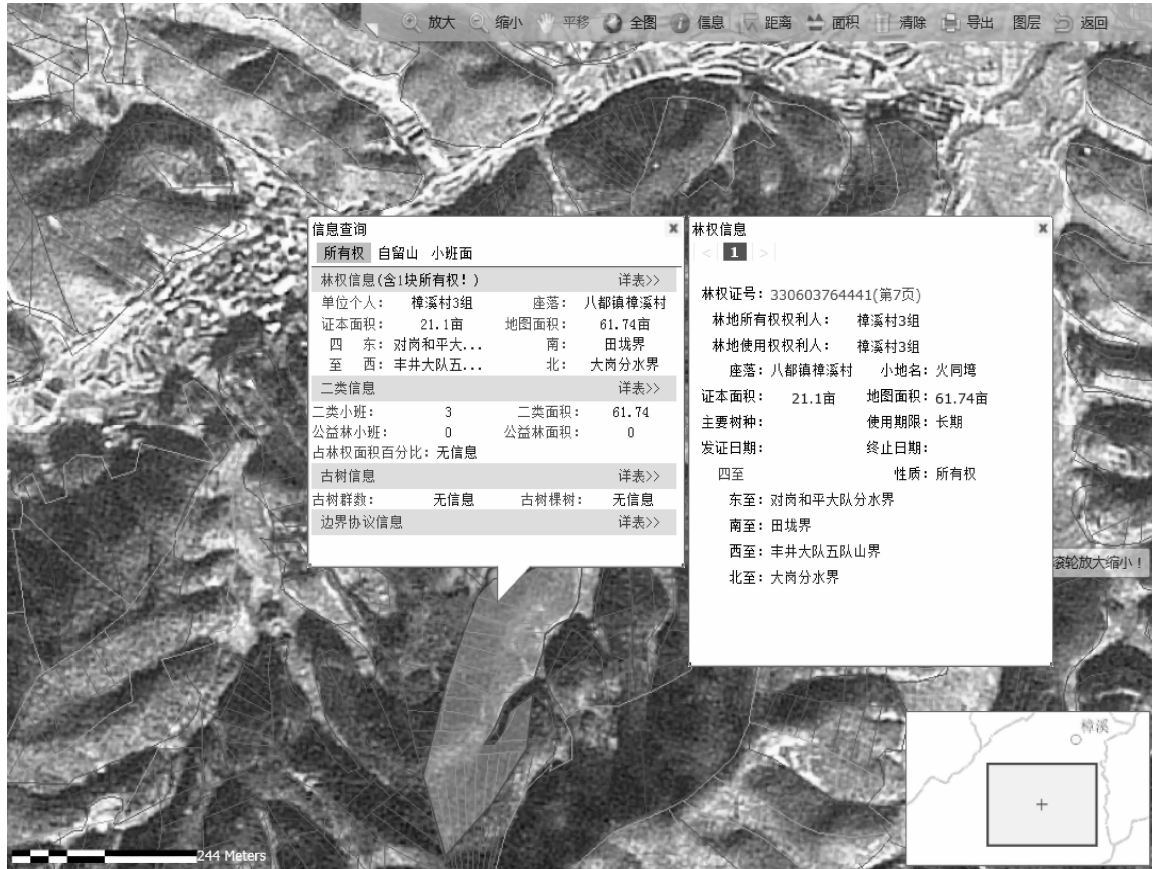 放大 缩小 平移 全图 信息 距离 面积 清除 导出 图层 返回
信息查询
所有权 自留山 小班面
林权信息(含1块所有权!) 详表>>
单位个人: 樟溪村3组 座落: 八都镇樟溪村
证本面积: 21.1亩 地图面积: 61.74亩
四 东: 对岗和平大... 南: 田垅界
至 西: 丰井大队五... 北: 大岗分水界
二类信息 详表>>
二类小班: 3 二类面积: 61.74
公益林小班: 0 公益林面积: 0
占林权面积百分比: 无信息
古树信息 详表>>
古树群数: 无信息 古树棵树: 无信息
边界协议信息 详表>>
林权信息
< 1 >
林权证号: 330603764441(第7页)
林地所有权权利人: 樟溪村3组
林地使用权权利人: 樟溪村3组
座落: 八都镇樟溪村 小地名: 火同塆
证本面积: 21.1亩 地图面积: 61.74亩
主要树种: 使用期限: 长期
发证日期: 终止日期:
四至 性质: 所有权
东至: 对岗和平大队分水界
南至: 田垅界
西至: 丰井大队五队山界
北至: 大岗分水界
滚轮放大缩小!
樟溪
244 Meters